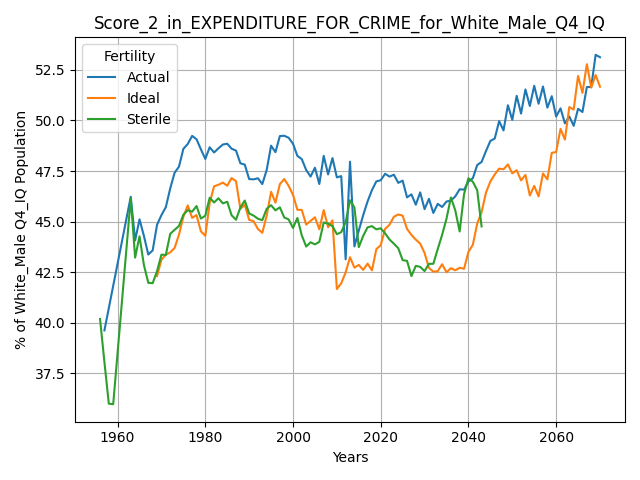 Score_2_in_EXPENDITURE_FOR_CRIME_for_White_Male_Q4_IQ
Fertility
Actual
Ideal
Sterile
% of White_Male Q4_IQ Population
52.5
50.0
47.5
45.0
42.5
40.0
37.5
1960 1980 2000 2020 2040 2060
Years